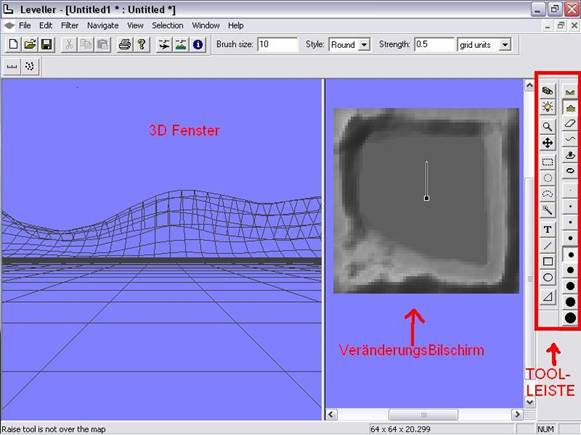 Leveller - [Untitled1 * : Untitled *]
File Edit Filter Navigate View Map Selection Window Help
Brush size: 10 Style: Round Strength: 0.5 grid units
3D Fenster
VeränderungsBilschirm
T
TOOL-
LEISTE
Raise tool is not over the map 64 x 64 x 20.299 NUM